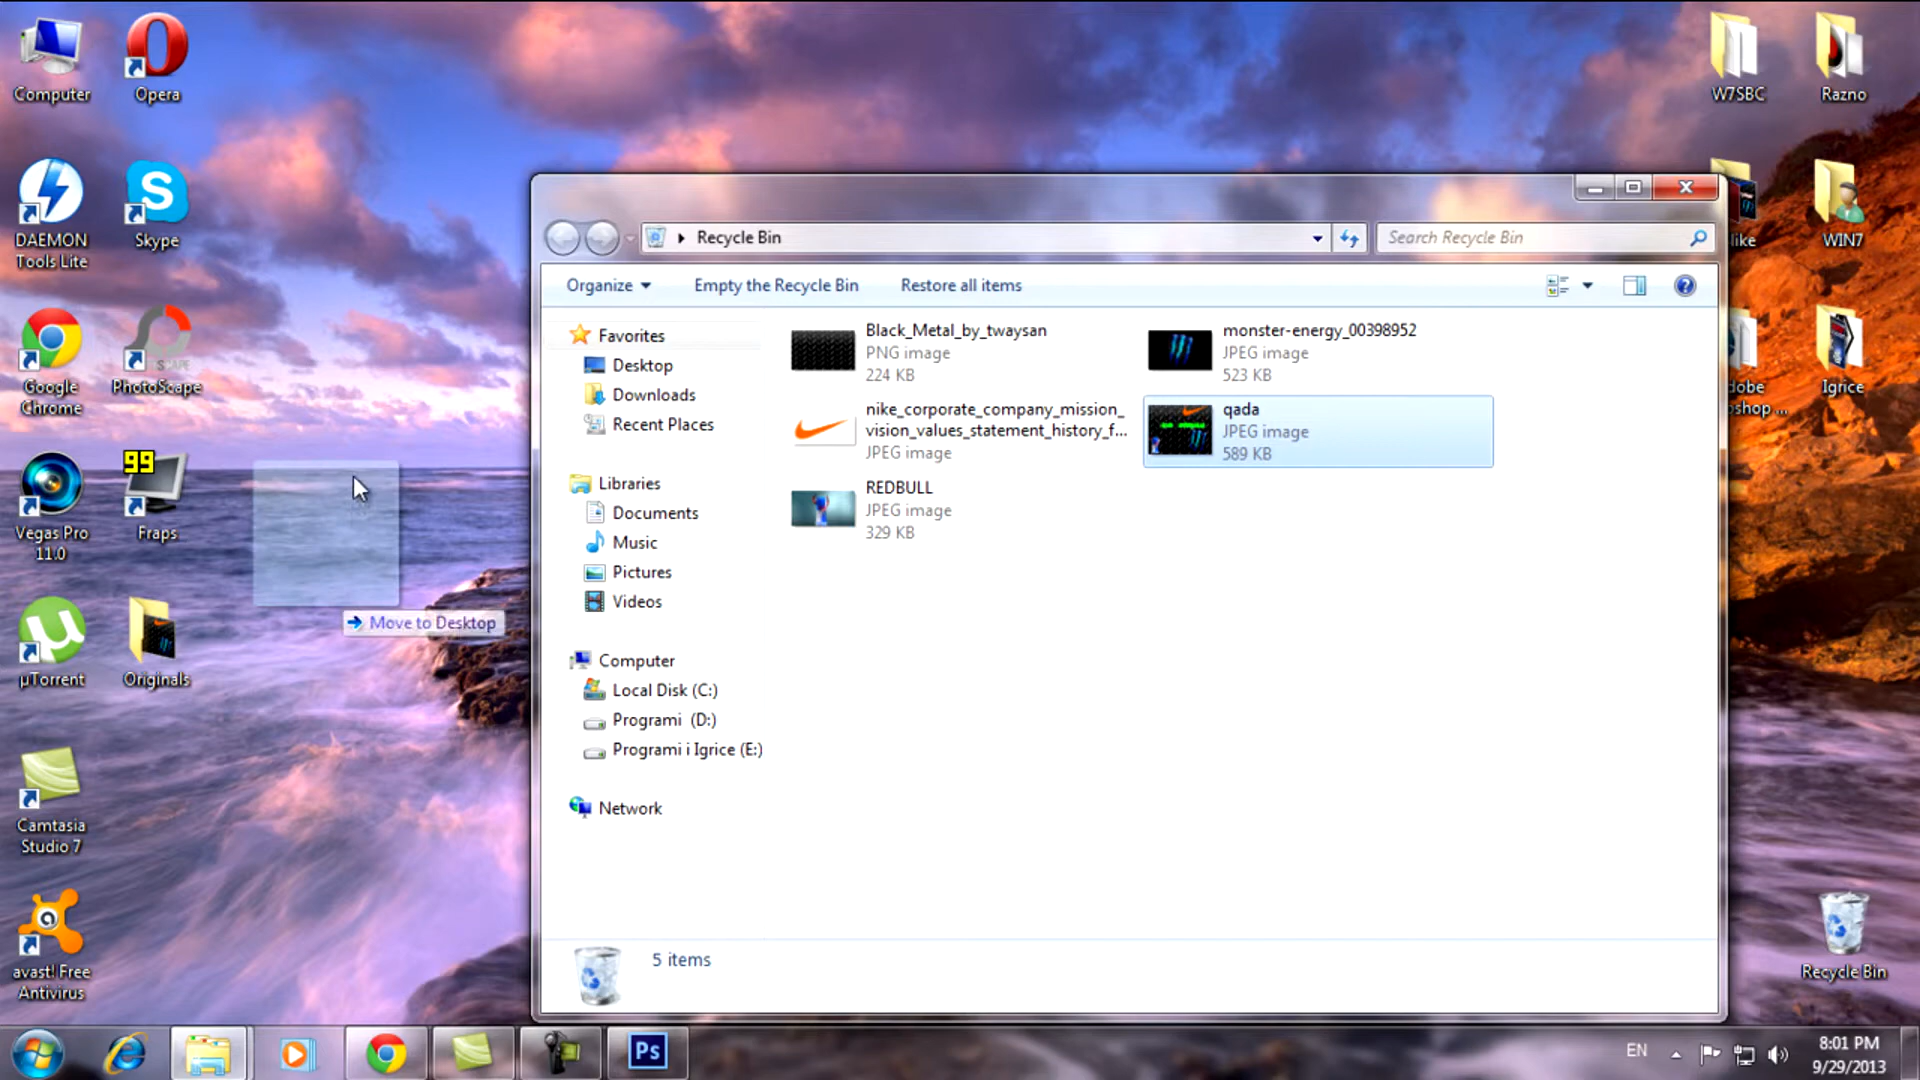 Computer
Opera
DAEMON
Tools Lite
Skype
Google
Chrome
PhotoScape
Vegas Pro
11.0
99
Fraps
µTorrent
Originals
Camtasia
Studio 7
avast! Free
Antivirus
W7SBC
Razno
like
WIN7
dobe
oshop ...
Igrice
Recycle Bin
Move to Desktop
Recycle Bin
Search Recycle Bin
Organize
Empty the Recycle Bin
Restore all items
Favorites
Desktop
Downloads
Recent Places
Libraries
Documents
Music
Pictures
Videos
Computer
Local Disk (C:)
Programi (D:)
Programi i Igrice (E:)
Network
Black_Metal_by_twaysan
PNG image
224 KB
monster-energy_00398952
JPEG image
523 KB
nike_corporate_company_mission_
vision_values_statement_history_f...
JPEG image
qada
JPEG image
589 KB
REDBULL
JPEG image
329 KB
5 items
Ps
EN
8:01 PM
9/29/2013